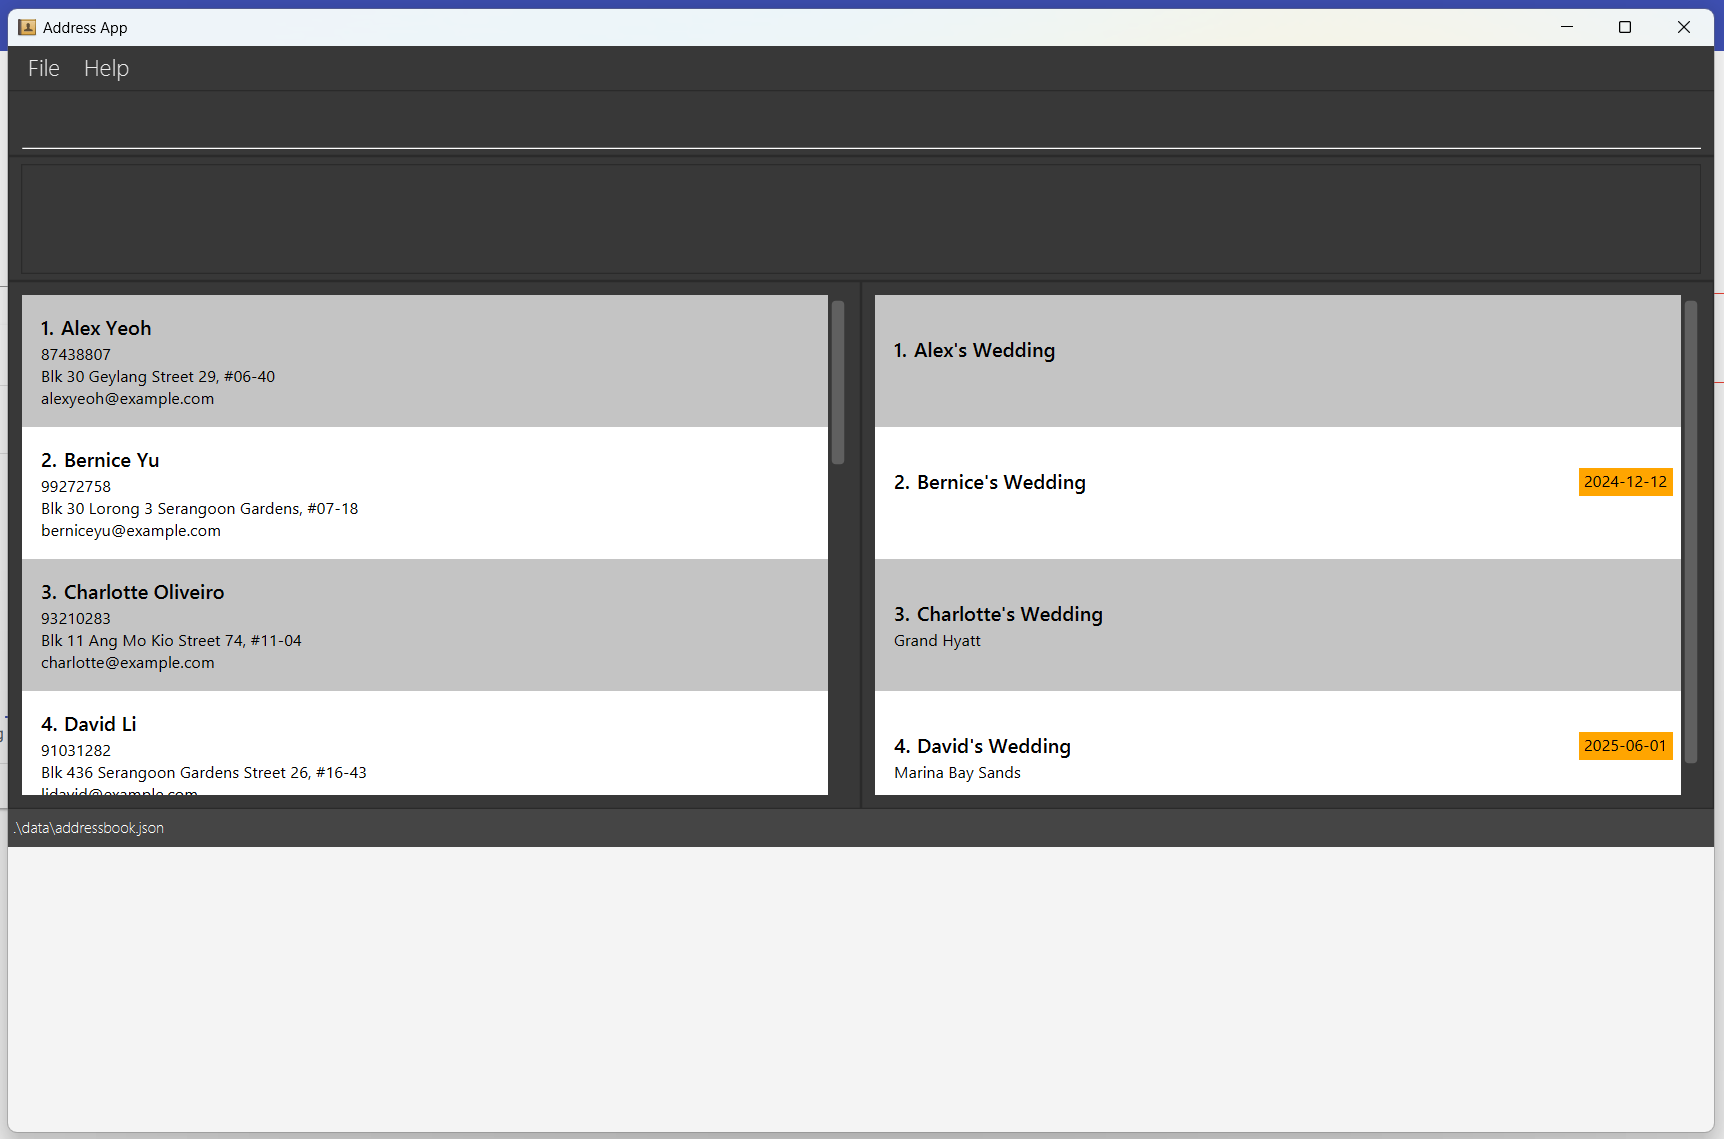 Address App
File Help
1. Alex Yeoh
87438807
Blk 30 Geylang Street 29, #06-40
alexyeoh@example.com
2. Bernice Yu
99272758
Blk 30 Lorong 3 Serangoon Gardens, #07-18
berniceyu@example.com
3. Charlotte Oliveiro
93210283
Blk 11 Ang Mo Kio Street 74, #11-04
charlotte@example.com
4. David Li
91031282
Blk 436 Serangoon Gardens Street 26, #16-43
lidavid@example.com
1. Alex's Wedding
2. Bernice's Wedding
2024-12-12
3. Charlotte's Wedding
Grand Hyatt
4. David's Wedding
2025-06-01
Marina Bay Sands
.\data\addressbook.json